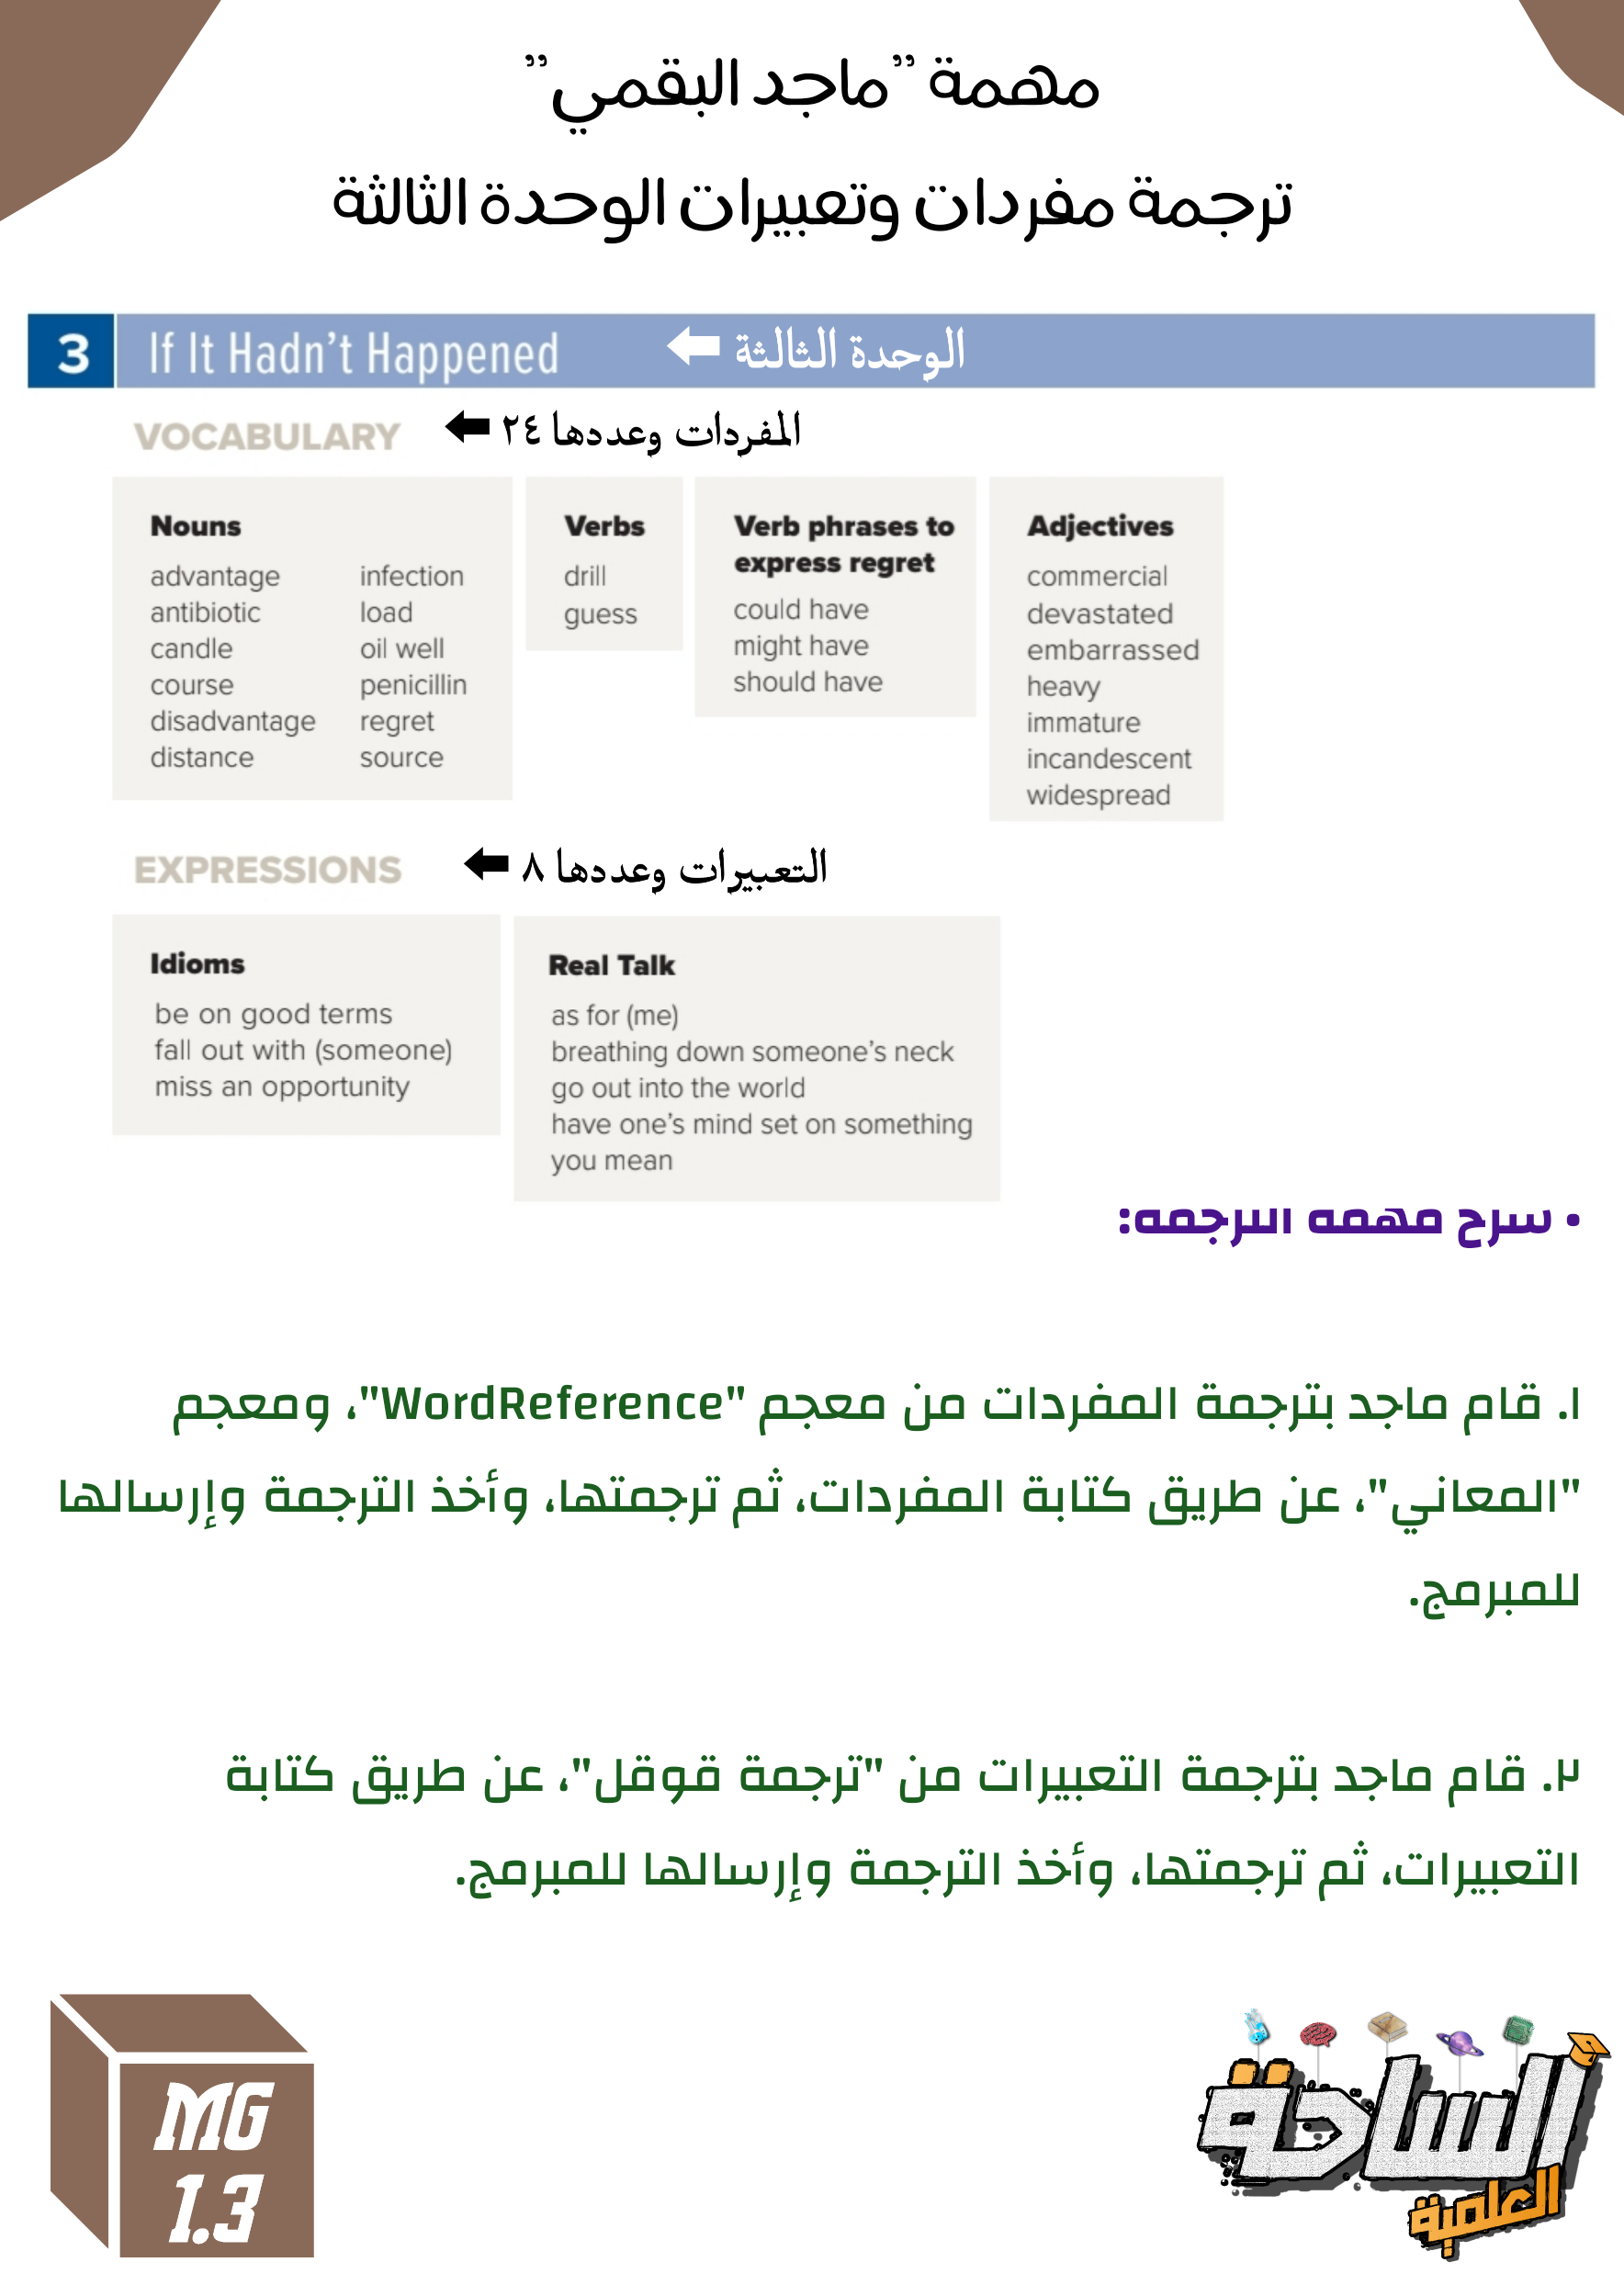 مهمة "ماجد البقمي"
ترجمة مفردات وتعبيرات الوحدة الثالثة
3 If It Hadn't Happened ⬅ الوحدة الثالثة
VOCABULARY ⬅ المفردات وعددها ٢٤
Nouns
advantage
antibiotic
candle
course
disadvantage
distance
infection
load
oil well
penicillin
regret
source
Verbs
drill
guess
Verb phrases to
express regret
could have
might have
should have
Adjectives
commercial
devastated
embarrassed
heavy
immature
incandescent
widespread
EXPRESSIONS ⬅ التعبيرات وعددها ٨
Idioms
be on good terms
fall out with (someone)
miss an opportunity
Real Talk
as for (me)
breathing down someone's neck
go out into the world
have one's mind set on something
you mean
• شرح مهمة الترجمة:
١. قام ماجد بترجمة المفردات من معجم "WordReference"، ومعجم
"المعاني"، عن طريق كتابة المفردات، ثم ترجمتها، وأخذ الترجمة وإرسالها
للمبرمج.
٢. قام ماجد بترجمة التعبيرات من "ترجمة قوقل"، عن طريق كتابة
التعبيرات، ثم ترجمتها، وأخذ الترجمة وإرسالها للمبرمج.
MG
1.3
الساحة
العلمية